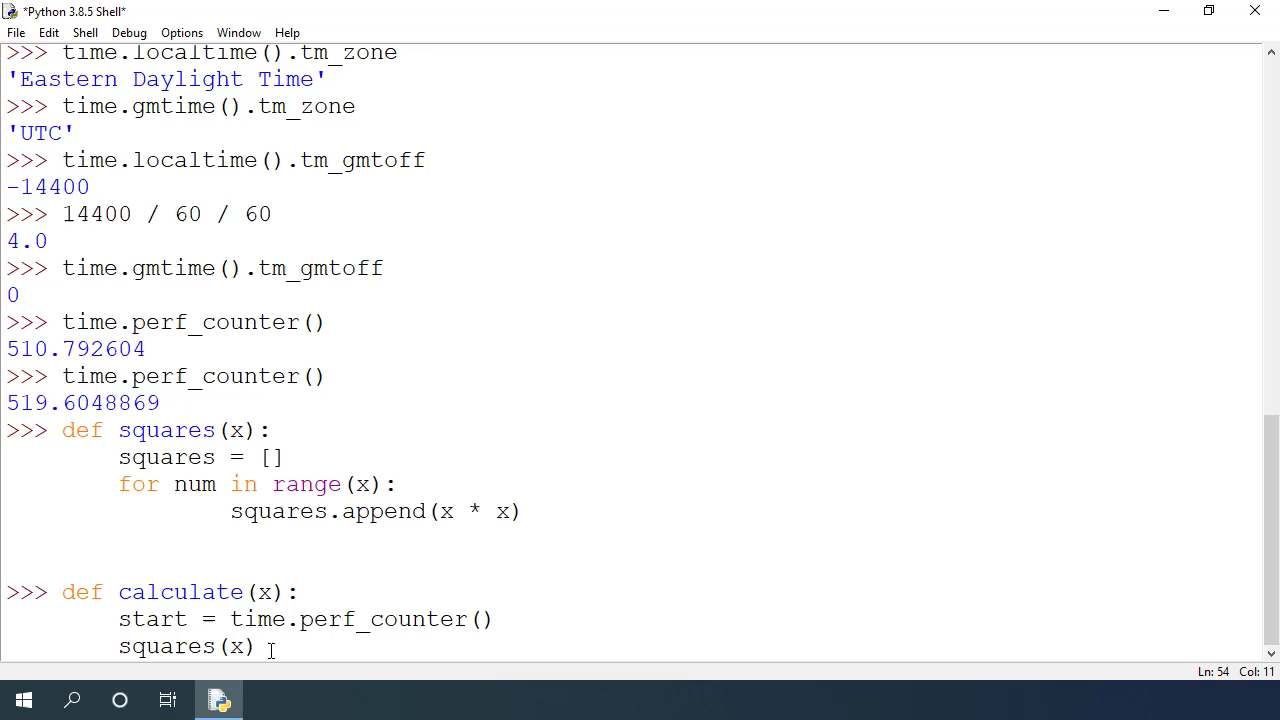 *Python 3.8.5 Shell*
File Edit Shell Debug Options Window Help
>>> time.localtime().tm_zone
'Eastern Daylight Time'
>>> time.gmtime().tm_zone
'UTC'
>>> time.localtime().tm_gmtoff
-14400
>>> 14400 / 60 / 60
4.0
>>> time.gmtime().tm_gmtoff
0
>>> time.perf_counter()
510.792604
>>> time.perf_counter()
519.6048869
>>> def squares(x):
squares = []
for num in range(x):
squares.append(x * x)
>>> def calculate(x):
start = time.perf_counter()
squares(x)
Ln: 54 Col: 11